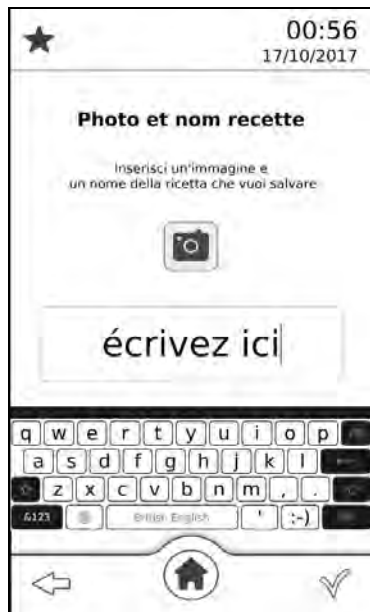 00:56
17/10/2017
Photo et nom recette
Inserisci un'immagine e
un nome della ricetta che vuoi salvare
écrivez ici
q w e r t y u i o p
a s d f g h j k l
z x c v b n m , .
&123 British English ' :-)